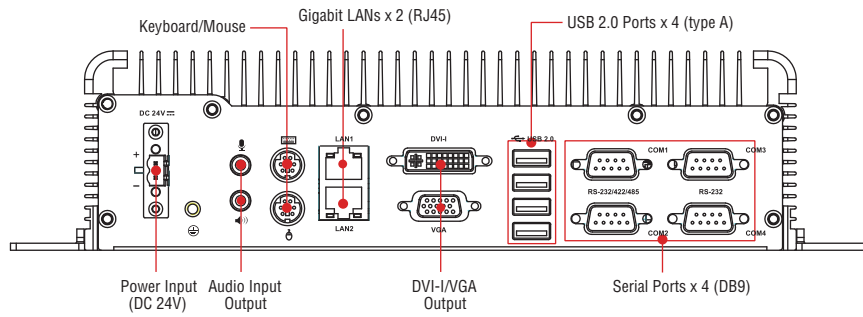 Gigabit LANs x 2 (RJ45)
Keyboard/Mouse
USB 2.0 Ports x 4 (type A)
DC 24V
LAN1
DVI-I
USB 2.0
COM1
COM3
+
−
RS-232/422/485
RS-232
LAN2
VGA
COM2
COM4
Power Input
(DC 24V)
Audio Input
Output
DVI-I/VGA
Output
Serial Ports x 4 (DB9)